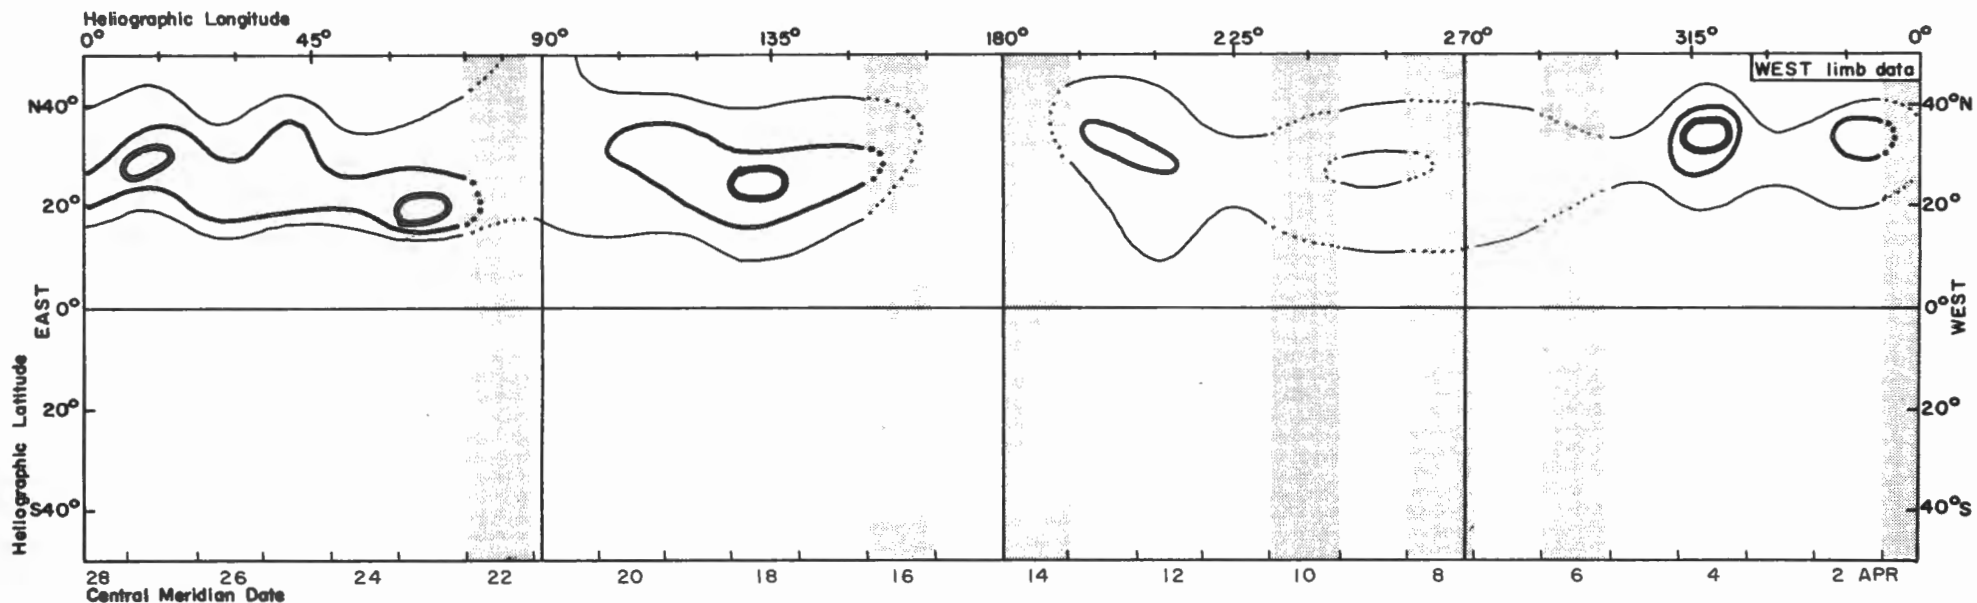 Heliographic Longitude
0° 45° 90° 135° 180° 225° 270° 315° 0°
WEST limb data
N40° 40°N
20° 20°
0° 0°
EAST WEST
20° 20°
S40° 40°S
Heliographic Latitude
28 26 24 22 20 18 16 14 12 10 8 6 4 2 APR
Central Meridian Date